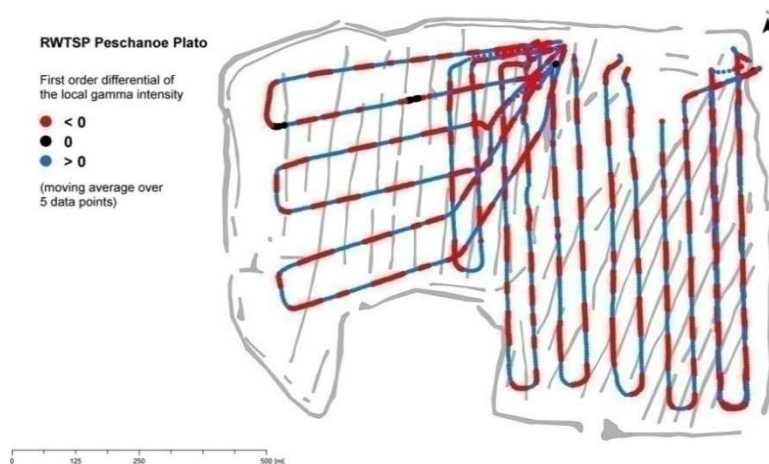 RWTSP Peschanoe Plato
First order differential of
the local gamma intensity
< 0
0
> 0
(moving average over
5 data points)
0 125 250 500 [m]